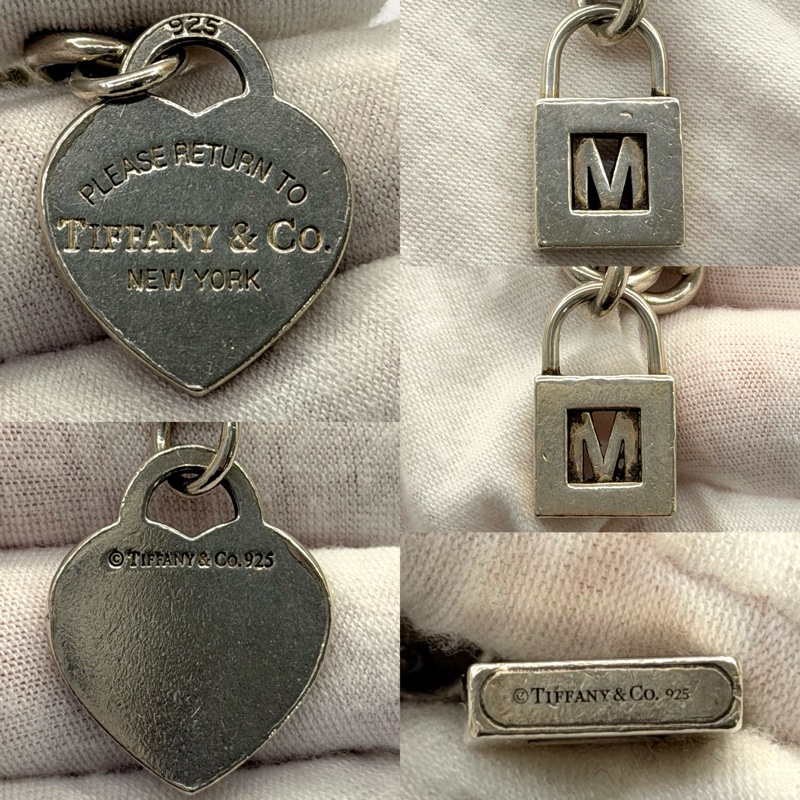 925
PLEASE RETURN TO
TIFFANY & CO.
NEW YORK
M
M
© TIFFANY & CO. 925
© TIFFANY & CO. 925